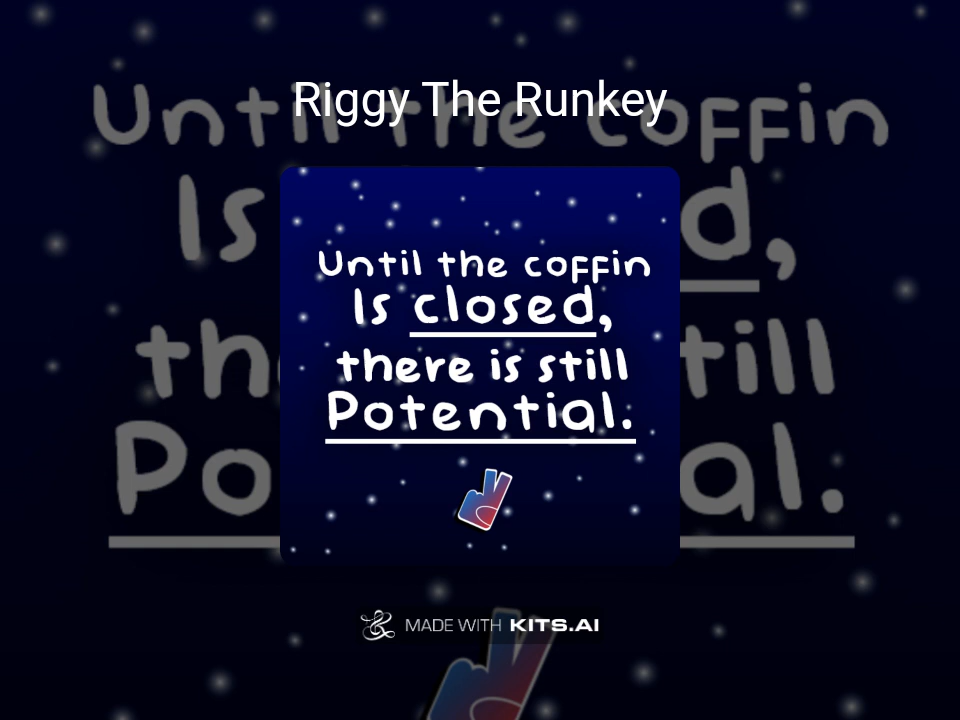 Riggy The Runkey
Until the coffin
Is closed,
there is still
Potential.
MADE WITH KITS.AI